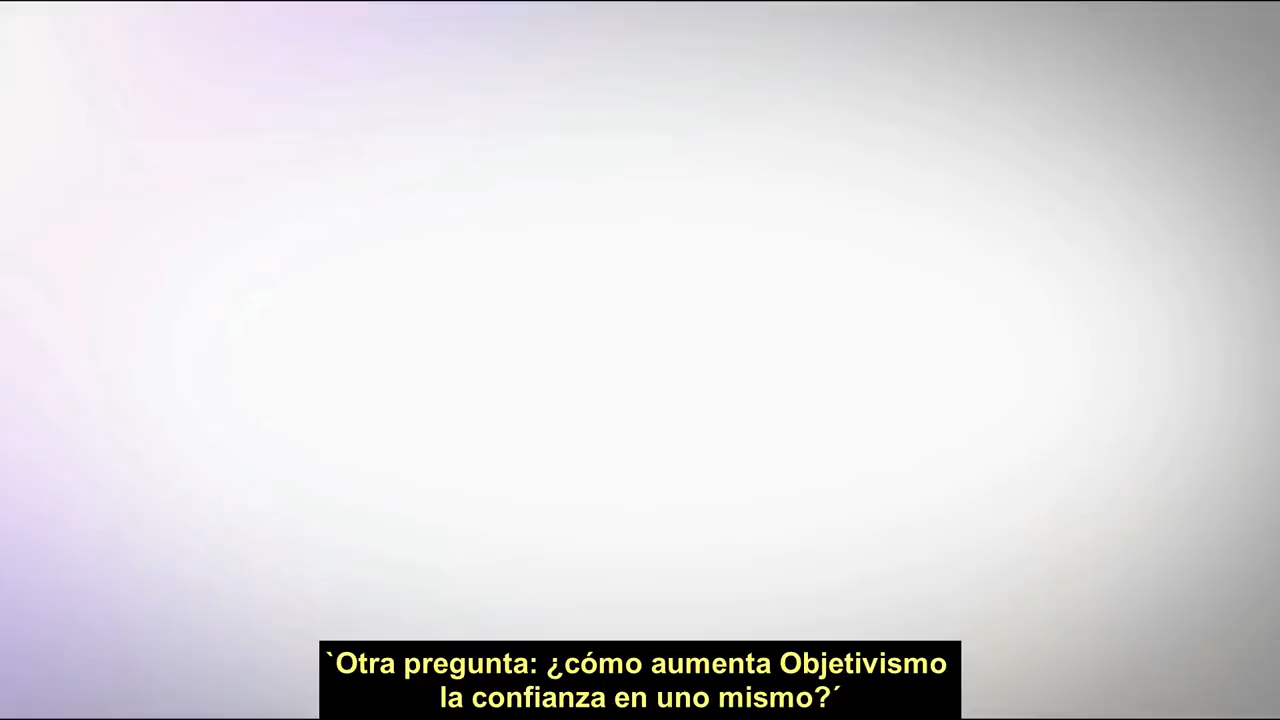 `Otra pregunta: ¿cómo aumenta Objetivismo
la confianza en uno mismo?´